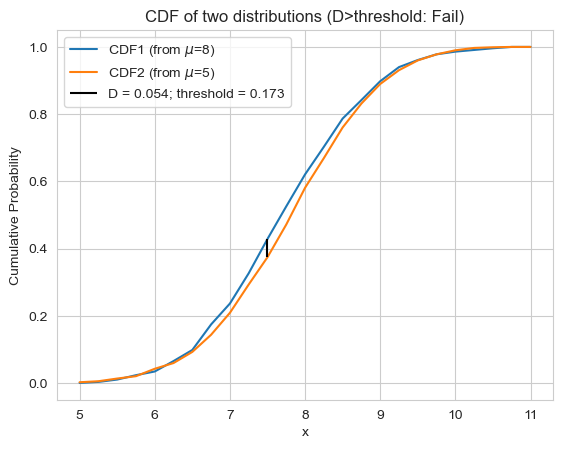 CDF of two distributions (D>threshold: Fail)
CDF1 (from μ=8)
CDF2 (from μ=5)
D = 0.054; threshold = 0.173
Cumulative Probability
1.0
0.8
0.6
0.4
0.2
0.0
5 6 7 8 9 10 11
x